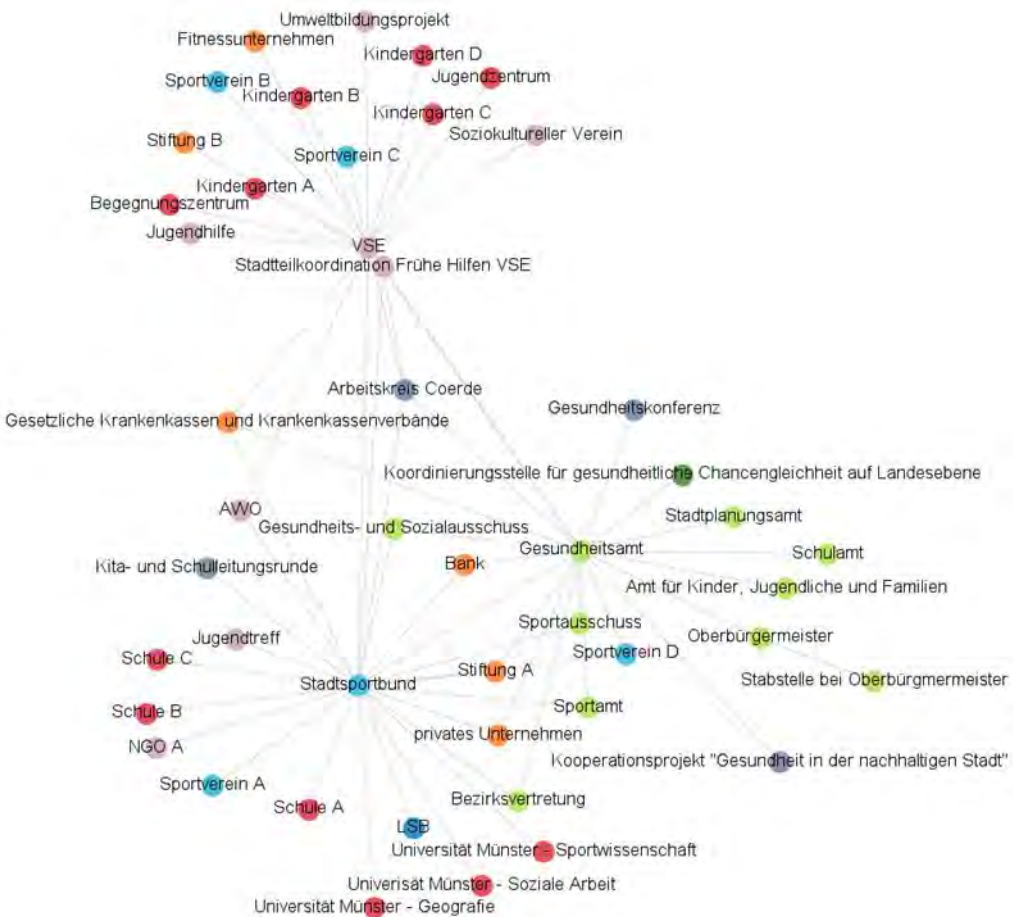 Umweltbildungsprojekt
Fitnessunternehmen
Kindergarten D
Jugendzentrum
Sportverein B
Kindergarten B
Kindergarten C
Soziokultureller Verein
Stiftung B
Sportverein C
Kindergarten A
Begegnungszentrum
Jugendhilfe
VSE
Stadtteilkoordination Frühe Hilfen VSE
Arbeitskreis Coerde
Gesundheitskonferenz
Gesetzliche Krankenkassen und Krankenkassenverbände
Koordinierungsstelle für gesundheitliche Chancengleichheit auf Landesebene
AWO
Stadtplanungsamt
Gesundheits- und Sozialausschuss
Gesundheitsamt
Schulamt
Kita- und Schulleitungsrunde
Bank
Amt für Kinder, Jugendliche und Familien
Sportausschuss
Jugendtreff
Oberbürgermeister
Schule C
Sportverein D
Stadtsportbund
Stiftung A
Stabstelle bei Oberbürgmermeister
Schule B
Sportamt
NGO A
privates Unternehmen
Kooperationsprojekt "Gesundheit in der nachhaltigen Stadt"
Sportverein A
Bezirksvertretung
Schule A
LSB
Universität Münster - Sportwissenschaft
Univerisät Münster - Soziale Arbeit
Universität Münster - Geografie